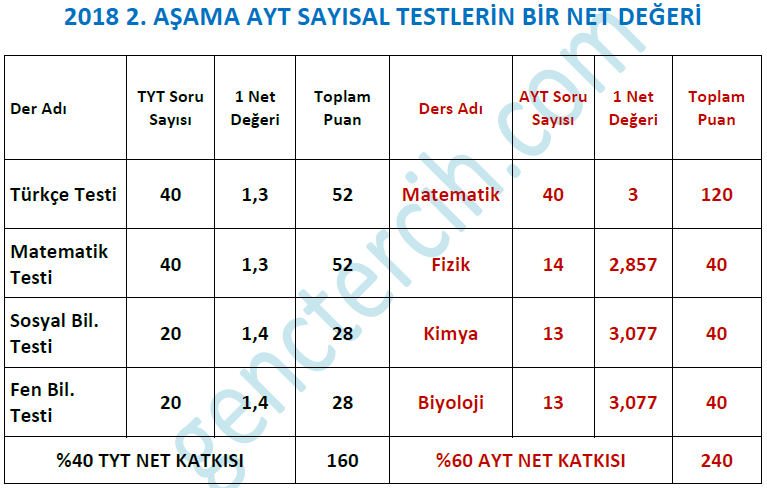 2018 2. AŞAMA AYT SAYISAL TESTLERİN BİR NET DEĞERİ
Der Adı TYT Soru Sayısı 1 Net Değeri Toplam Puan Ders Adı AYT Soru Sayısı 1 Net Değeri Toplam Puan
Türkçe Testi 40 1,3 52 Matematik 40 3 120
Matematik Testi 40 1,3 52 Fizik 14 2,857 40
Sosyal Bil. Testi 20 1,4 28 Kimya 13 3,077 40
Fen Bil. Testi 20 1,4 28 Biyoloji 13 3,077 40
%40 TYT NET KATKISI 160 %60 AYT NET KATKISI 240
genctercih.com